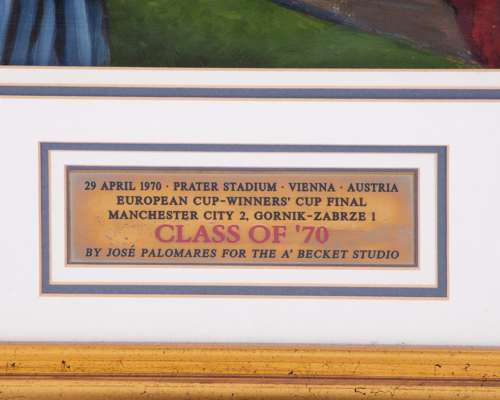 29 APRIL 1970 · PRATER STADIUM · VIENNA · AUSTRIA
EUROPEAN CUP-WINNERS' CUP FINAL
MANCHESTER CITY 2, GORNIK-ZABRZE 1
CLASS OF '70
BY JOSÉ PALOMARES FOR THE A' BECKET STUDIO